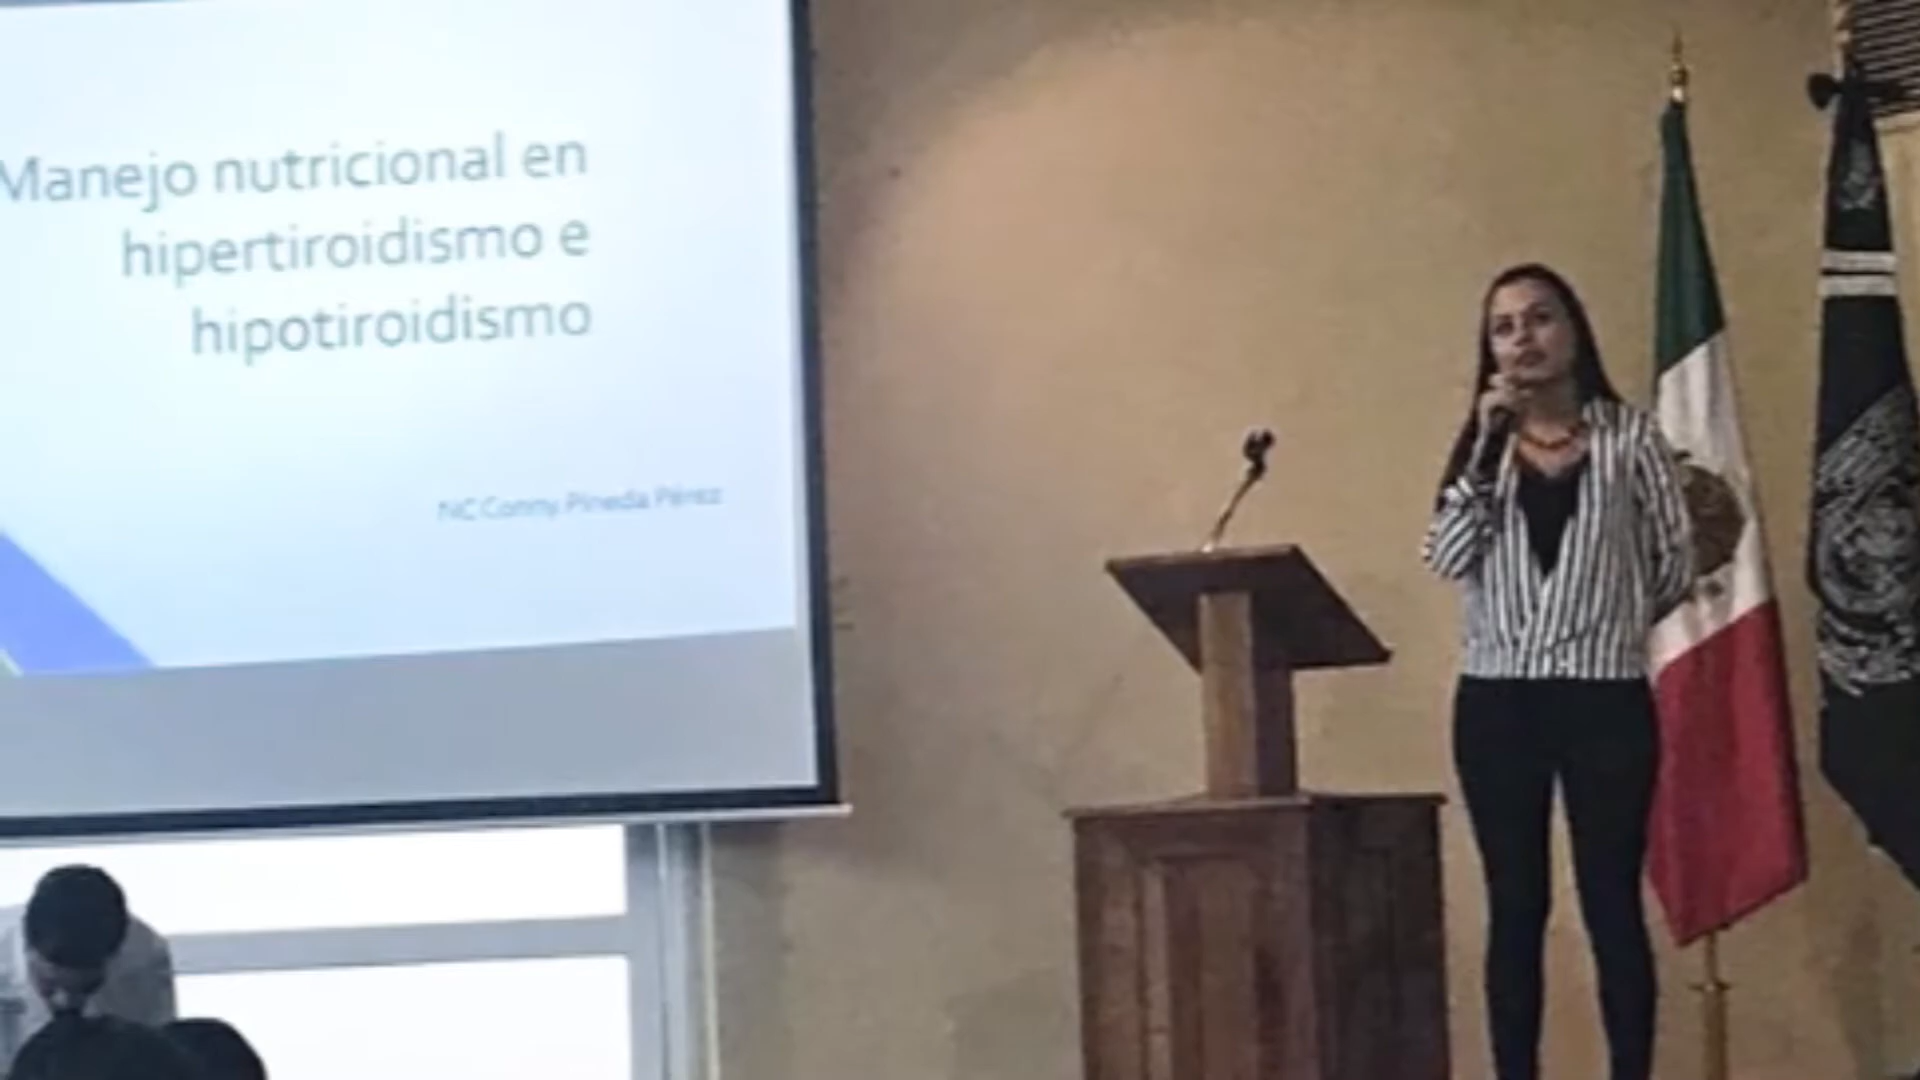 Manejo nutricional en
hipertiroidismo e
hipotiroidismo
NC Conny Pineda Pérez